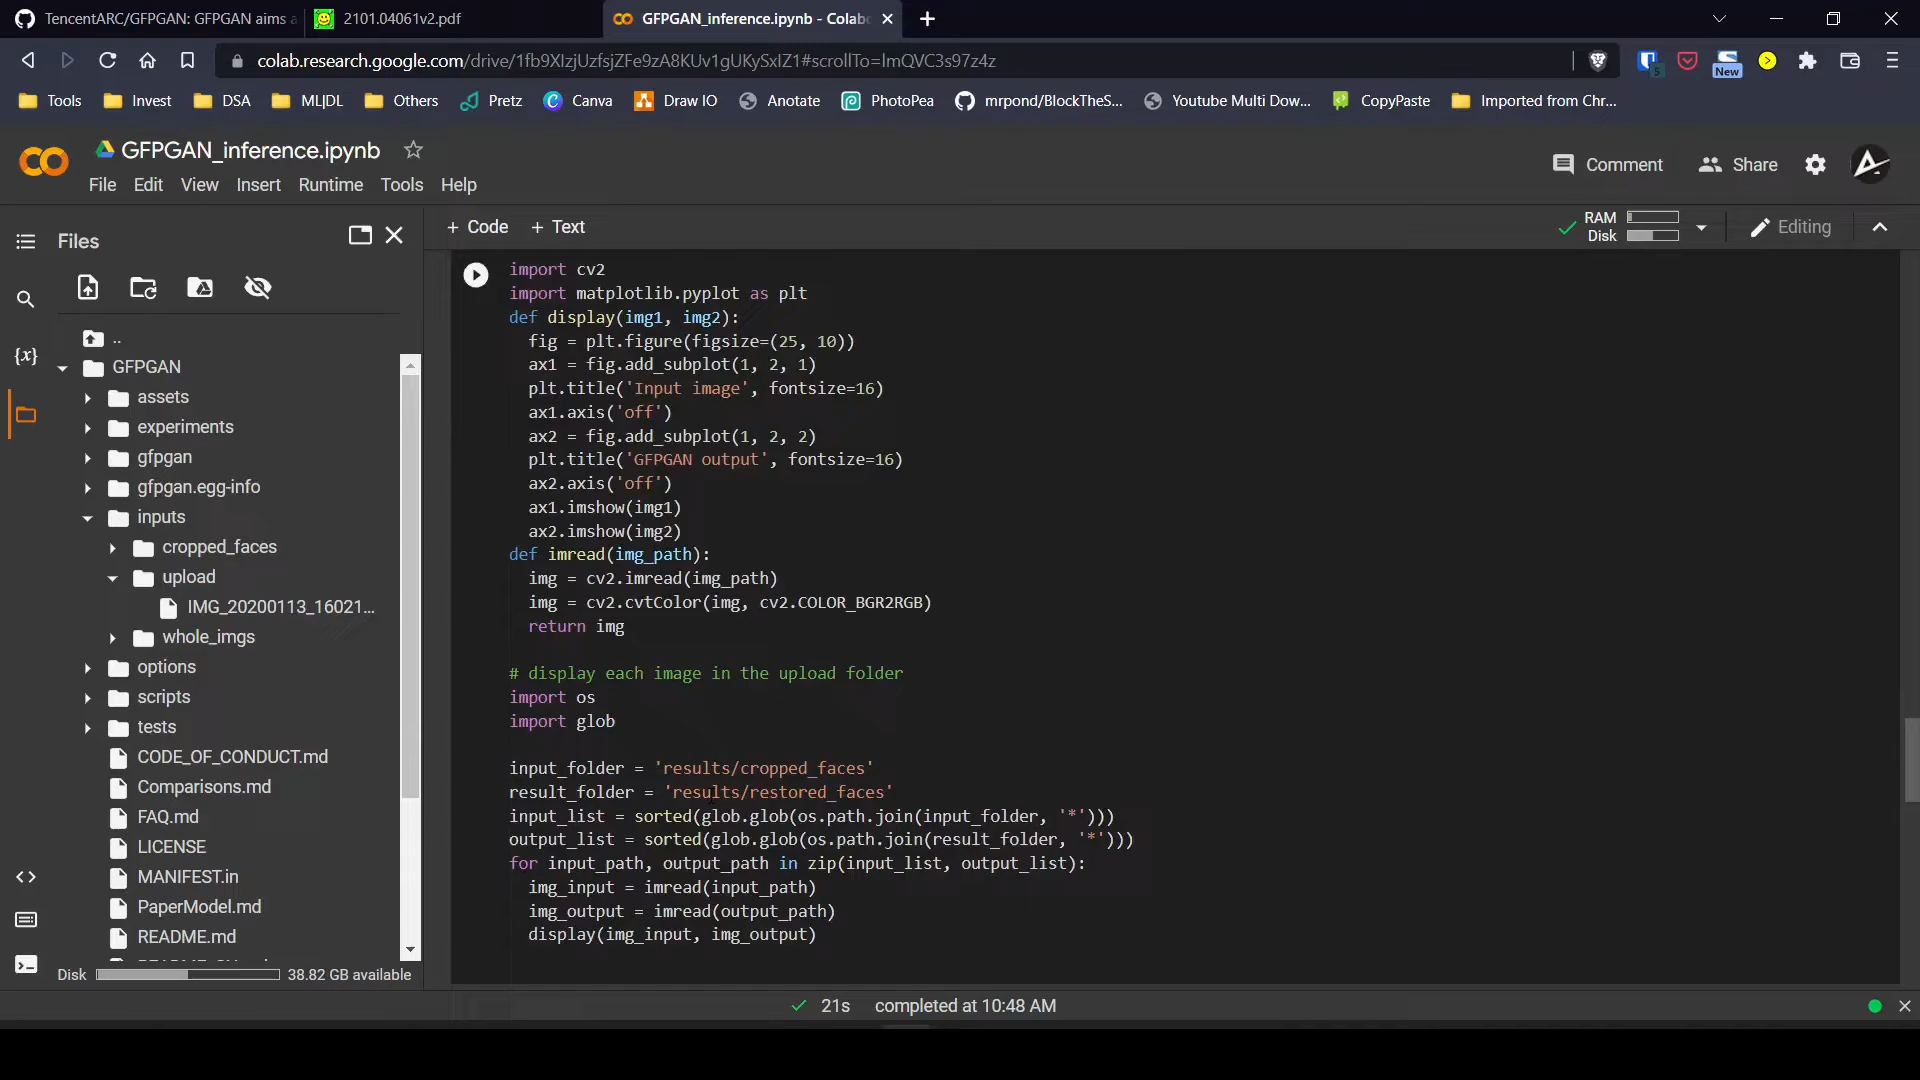 TencentARC/GFPGAN: GFPGAN aims a
2101.04061v2.pdf
GFPGAN_inference.ipynb - Colab
colab.research.google.com/drive/1fb9XIzjUzfsjZFe9zA8KUv1gUKySxIZ1#scrollTo=ImQVC3s97z4z
5
New
Tools
Invest
DSA
ML|DL
Others
Pretz
Canva
Draw IO
Anotate
PhotoPea
mrpond/BlockTheS...
Youtube Multi Dow...
CopyPaste
Imported from Chr...
GFPGAN_inference.ipynb
File Edit View Insert Runtime Tools Help
Comment
Share
Files
+ Code + Text
RAM
Disk
Editing
..
GFPGAN
assets
experiments
gfpgan
gfpgan.egg-info
inputs
cropped_faces
upload
IMG_20200113_16021...
whole_imgs
options
scripts
tests
CODE_OF_CONDUCT.md
Comparisons.md
FAQ.md
LICENSE
MANIFEST.in
PaperModel.md
README.md
Disk 38.82 GB available
import cv2
import matplotlib.pyplot as plt
def display(img1, img2):
fig = plt.figure(figsize=(25, 10))
ax1 = fig.add_subplot(1, 2, 1)
plt.title('Input image', fontsize=16)
ax1.axis('off')
ax2 = fig.add_subplot(1, 2, 2)
plt.title('GFPGAN output', fontsize=16)
ax2.axis('off')
ax1.imshow(img1)
ax2.imshow(img2)
def imread(img_path):
img = cv2.imread(img_path)
img = cv2.cvtColor(img, cv2.COLOR_BGR2RGB)
return img
# display each image in the upload folder
import os
import glob
input_folder = 'results/cropped_faces'
result_folder = 'results/restored_faces'
input_list = sorted(glob.glob(os.path.join(input_folder, '*')))
output_list = sorted(glob.glob(os.path.join(result_folder, '*')))
for input_path, output_path in zip(input_list, output_list):
img_input = imread(input_path)
img_output = imread(output_path)
display(img_input, img_output)
21s completed at 10:48 AM